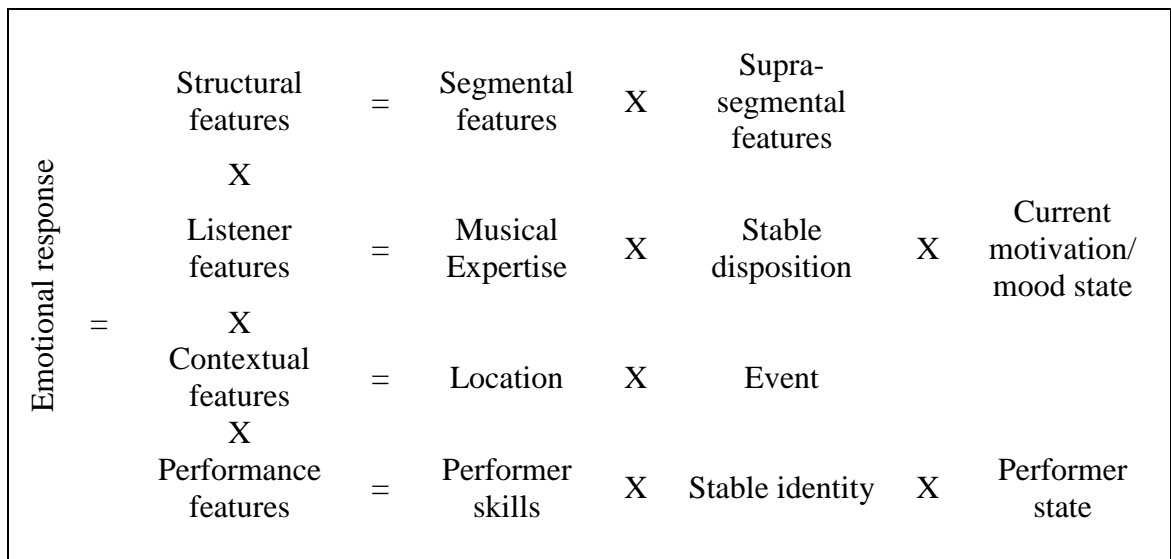 Emotional response
=
Structural
features
=
Segmental
features
X
Supra-
segmental
features
X
Listener
features
=
Musical
Expertise
X
Stable
disposition
X
Current
motivation/
mood state
X
Contextual
features
=
Location
X
Event
X
Performance
features
=
Performer
skills
X
Stable identity
X
Performer
state